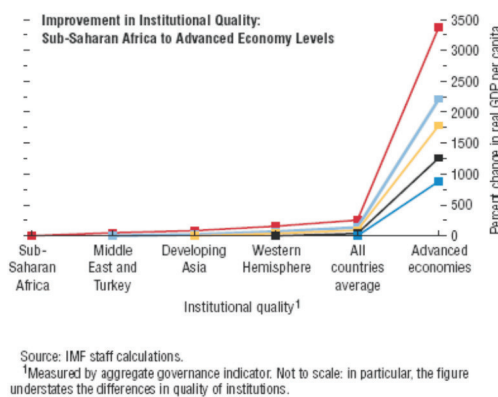 Improvement in Institutional Quality:
Sub-Saharan Africa to Advanced Economy Levels
3500
3000
2500
2000
1500
1000
500
0
Percent change in real GDP per capita
Sub-
Saharan
Africa
Middle
East and
Turkey
Developing
Asia
Western
Hemisphere
All
countries
average
Advanced
economies
Institutional quality¹
Source: IMF staff calculations.
¹Measured by aggregate governance indicator. Not to scale: in particular, the figure
understates the differences in quality of institutions.